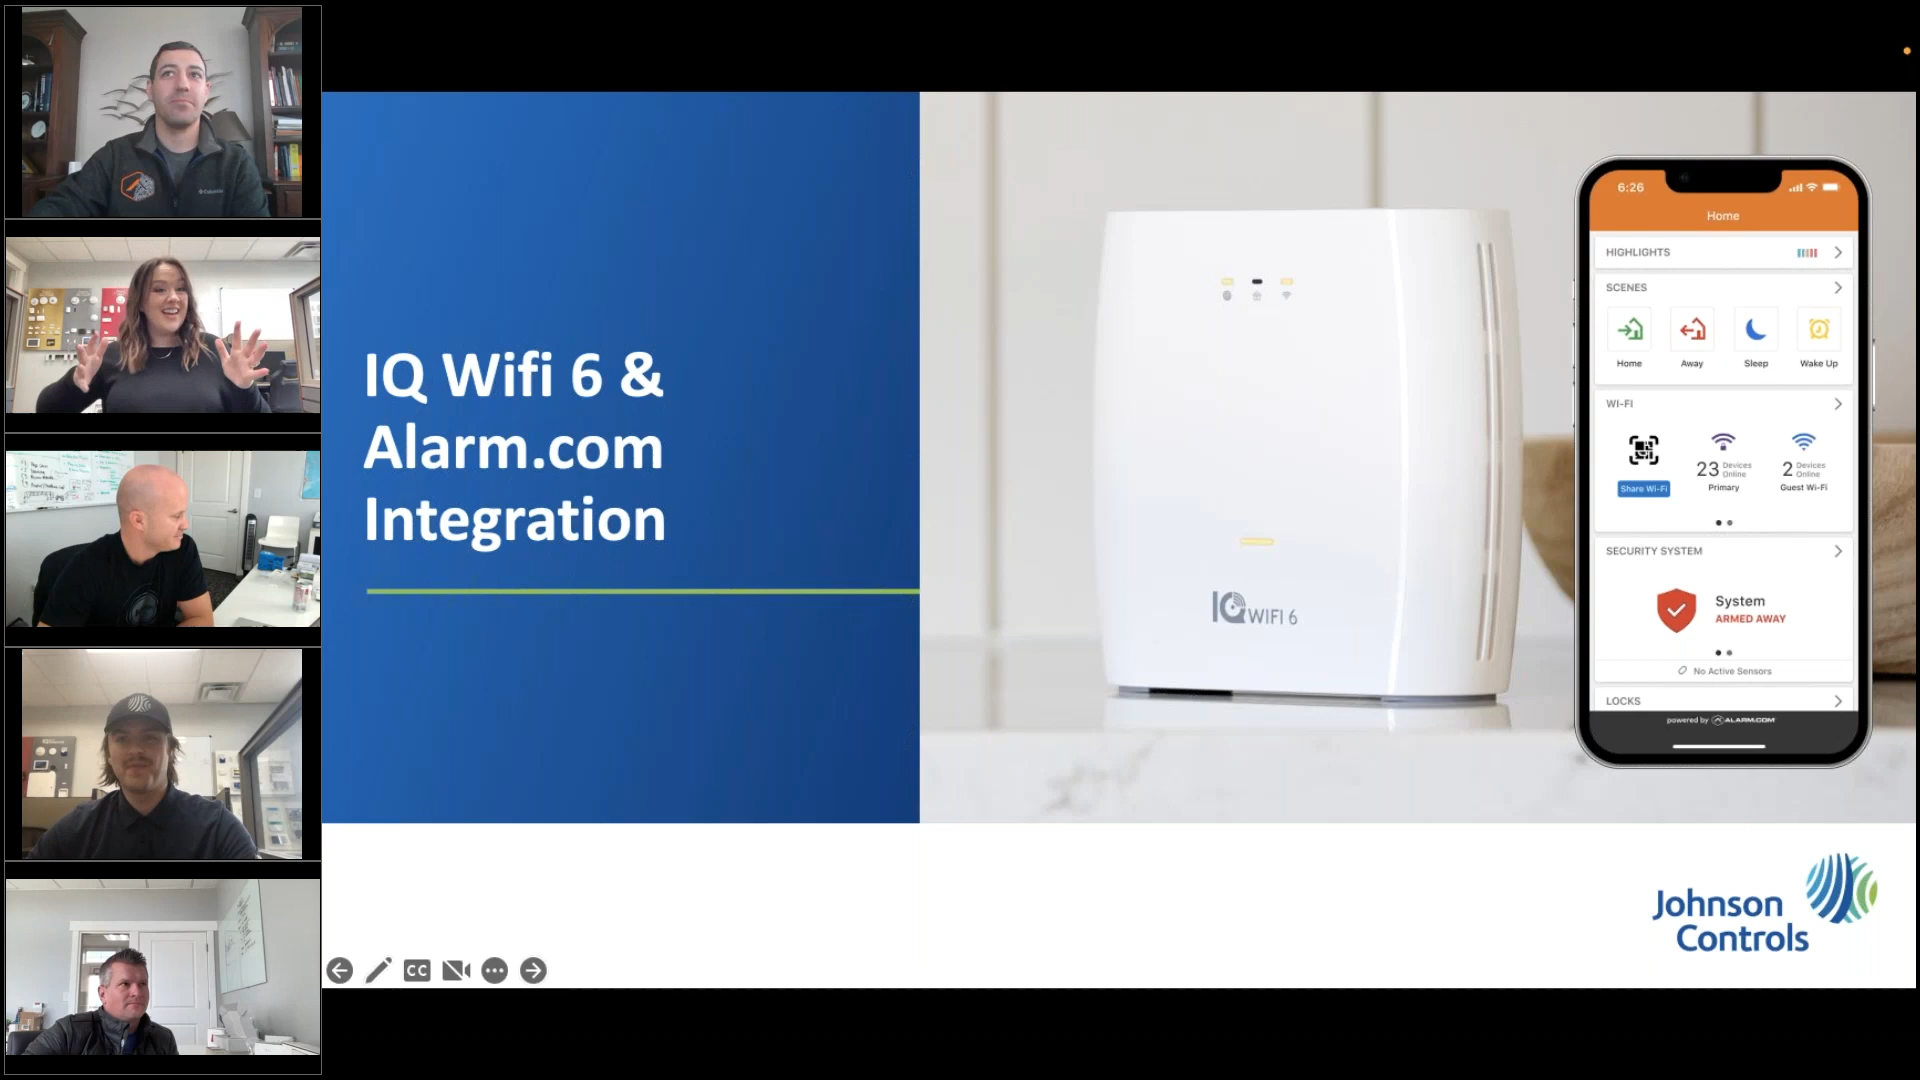 Columbia
IQ Wifi 6 &
Alarm.com
Integration
IQ WIFI 6
6:26
Home
HIGHLIGHTS
SCENES
Home
Away
Sleep
Wake Up
WI-FI
Share Wi-Fi
23 Devices Online
Primary
2 Devices Online
Guest Wi-Fi
SECURITY SYSTEM
System
ARMED AWAY
No Active Sensors
LOCKS
powered by ALARM.COM
CC
Johnson
Controls